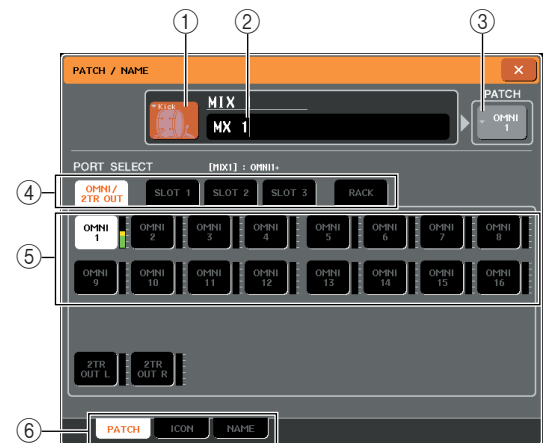 ① ② ③
PATCH / NAME ×
Kick
MIX
MX 1
PATCH
OMNI
1
PORT SELECT [MIX1] : OMNI1+
④
OMNI/
2TR OUT
SLOT 1 SLOT 2 SLOT 3 RACK
⑤
OMNI
1
OMNI
2
OMNI
3
OMNI
4
OMNI
5
OMNI
6
OMNI
7
OMNI
8
OMNI
9
OMNI
10
OMNI
11
OMNI
12
OMNI
13
OMNI
14
OMNI
15
OMNI
16
2TR
OUT L
2TR
OUT R
⑥
PATCH ICON NAME